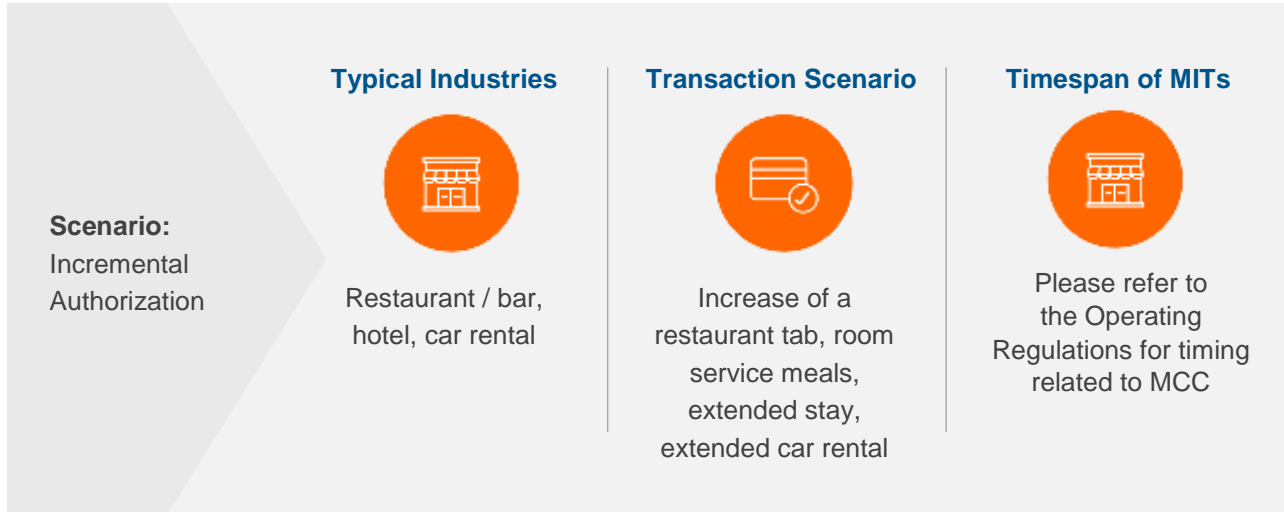 Scenario:
Incremental
Authorization
Typical Industries
Restaurant / bar,
hotel, car rental
Transaction Scenario
Increase of a
restaurant tab, room
service meals,
extended stay,
extended car rental
Timespan of MITs
Please refer to
the Operating
Regulations for timing
related to MCC